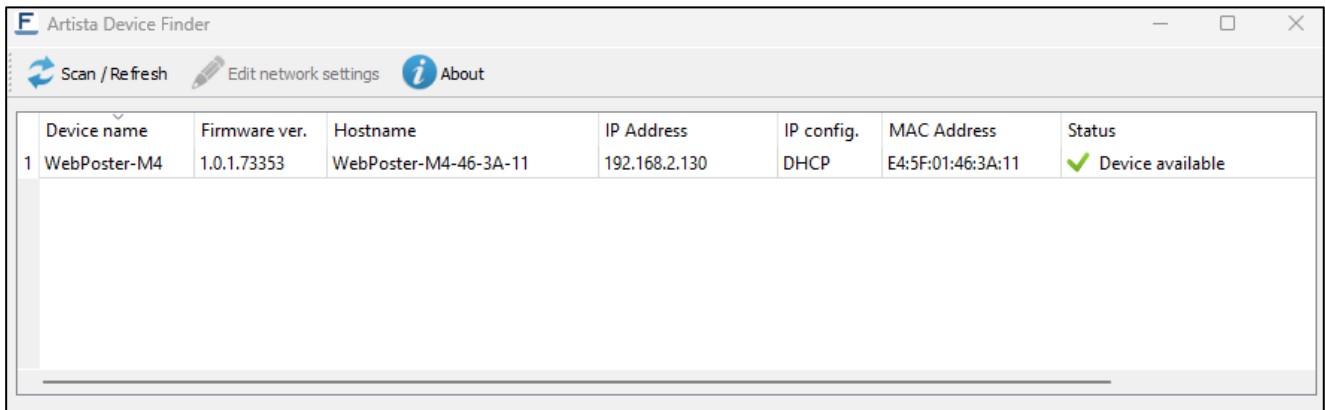 Artista Device Finder
Scan / Refresh Edit network settings About
Device name Firmware ver. Hostname IP Address IP config. MAC Address Status
1 WebPoster-M4 1.0.1.73353 WebPoster-M4-46-3A-11 192.168.2.130 DHCP E4:5F:01:46:3A:11 Device available